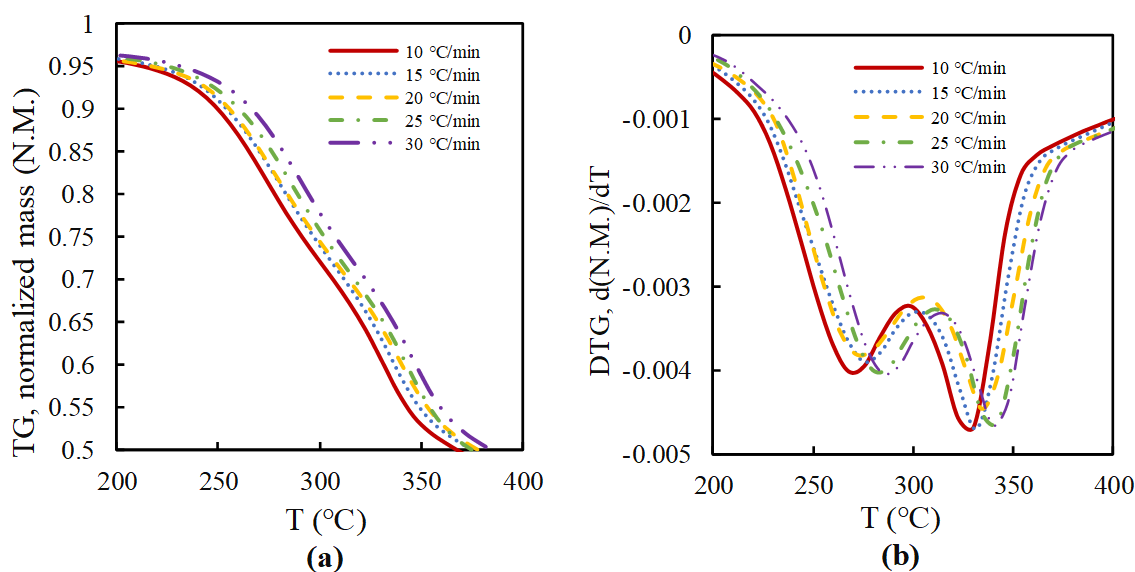 TG, normalized mass (N.M.)
1
0.95
0.9
0.85
0.8
0.75
0.7
0.65
0.6
0.55
0.5
200
250
300
350
400
T (°C)
(a)
10 °C/min
15 °C/min
20 °C/min
25 °C/min
30 °C/min
DTG, d(N.M.)/dT
0
-0.001
-0.002
-0.003
-0.004
-0.005
200
250
300
350
400
T (°C)
(b)
10 °C/min
15 °C/min
20 °C/min
25 °C/min
30 °C/min